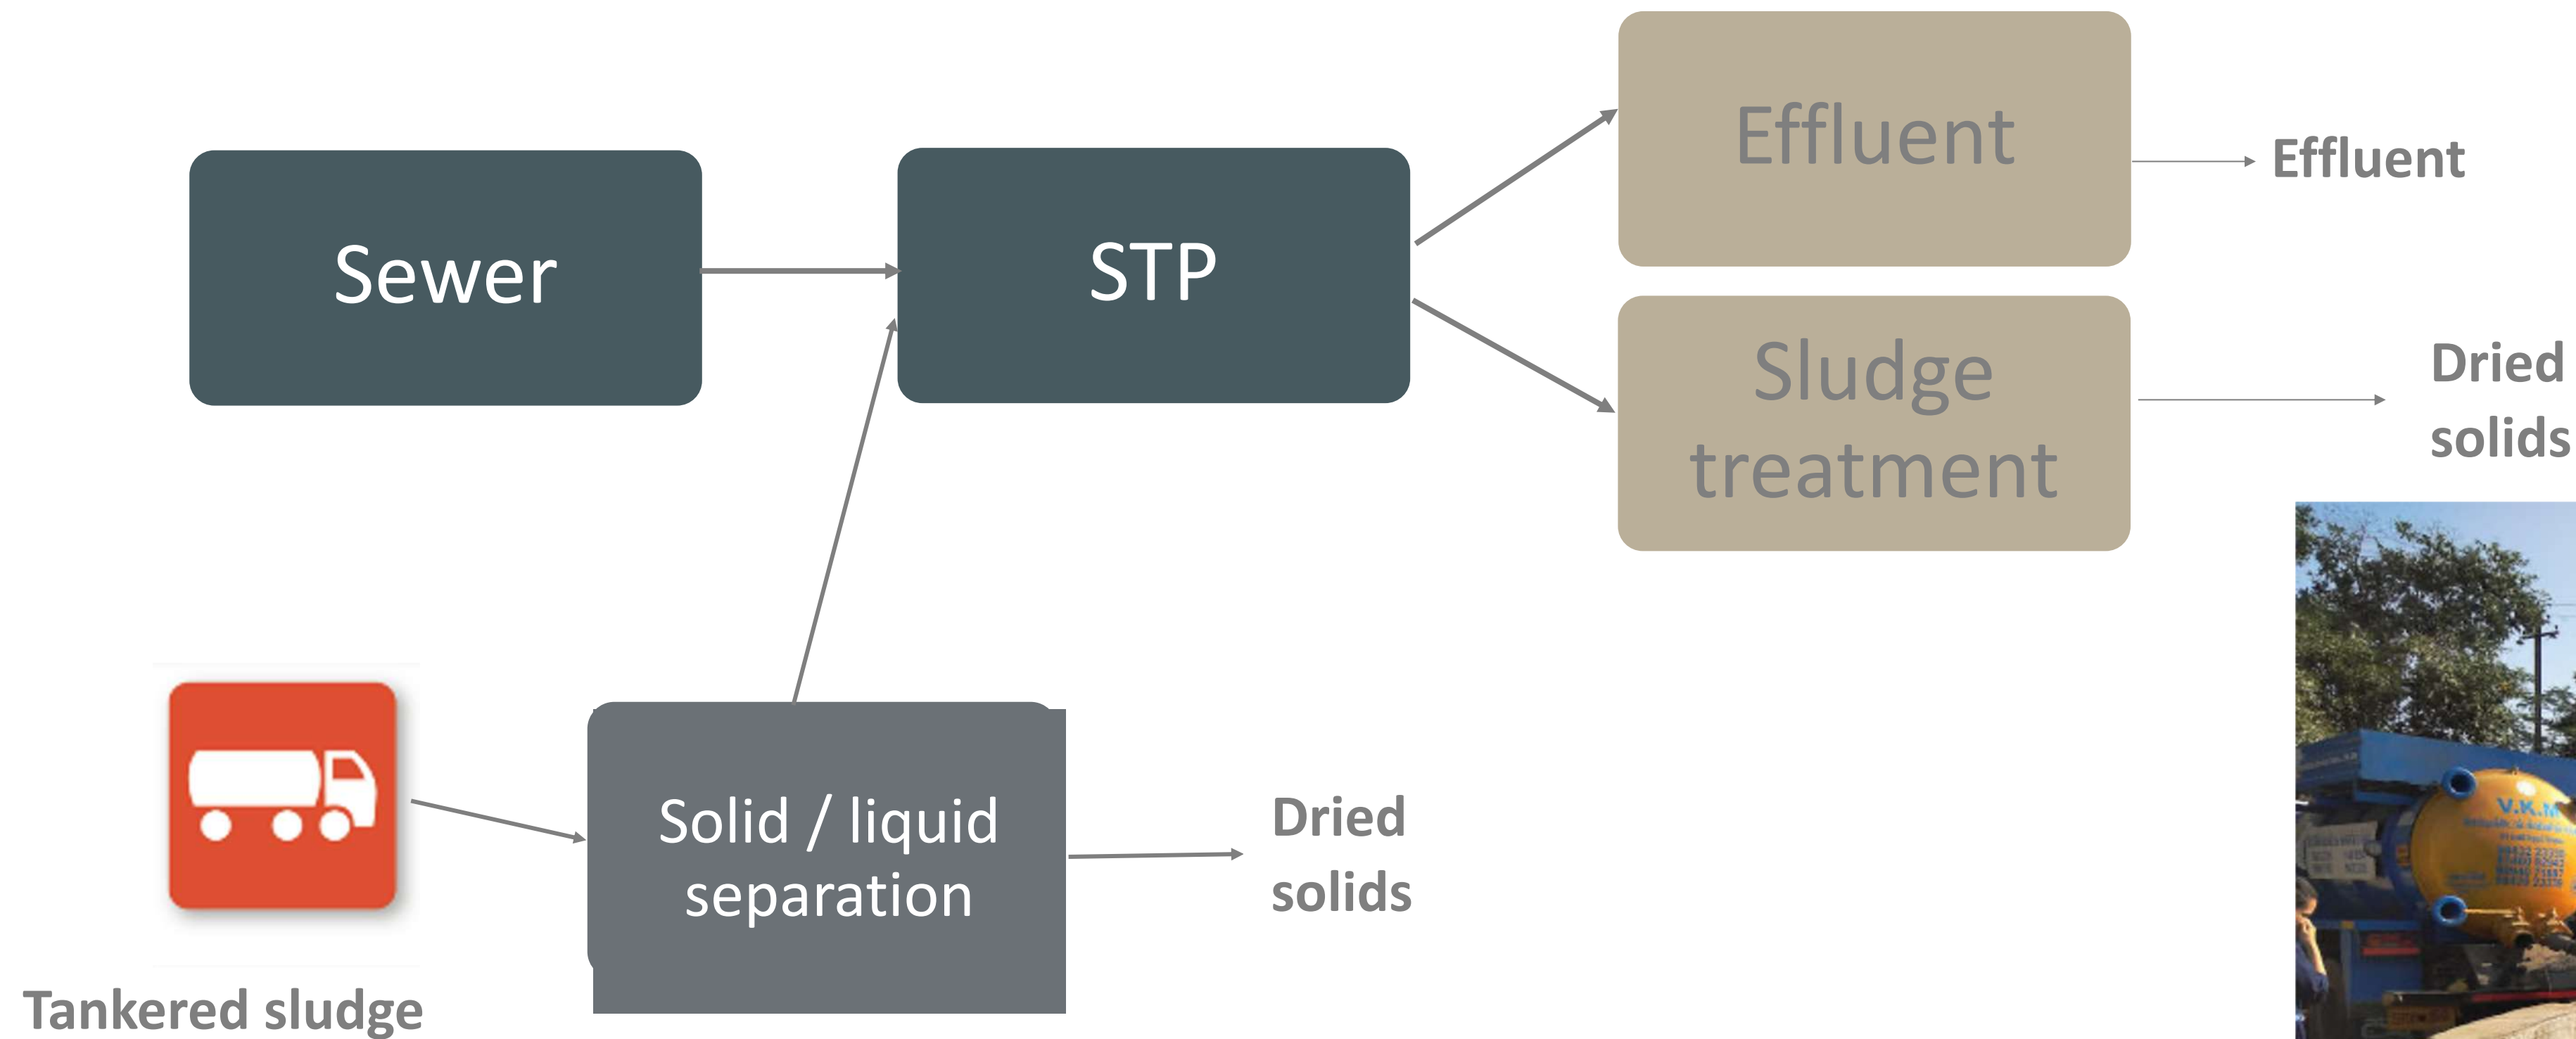 Sewer
STP
Effluent
Effluent
Sludge
treatment
Dried
solids
Tankered sludge
Solid / liquid
separation
Dried
solids
V.K.M